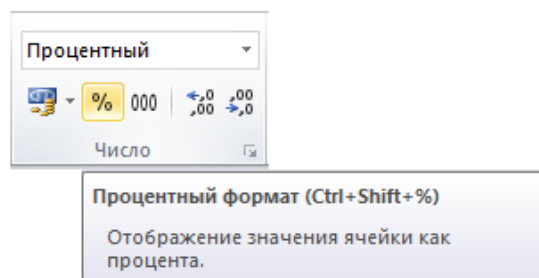 Процентный
% 000 ,0 ,00 ,00 ,0
Число
Процентный формат (Ctrl+Shift+%)
Отображение значения ячейки как
процента.